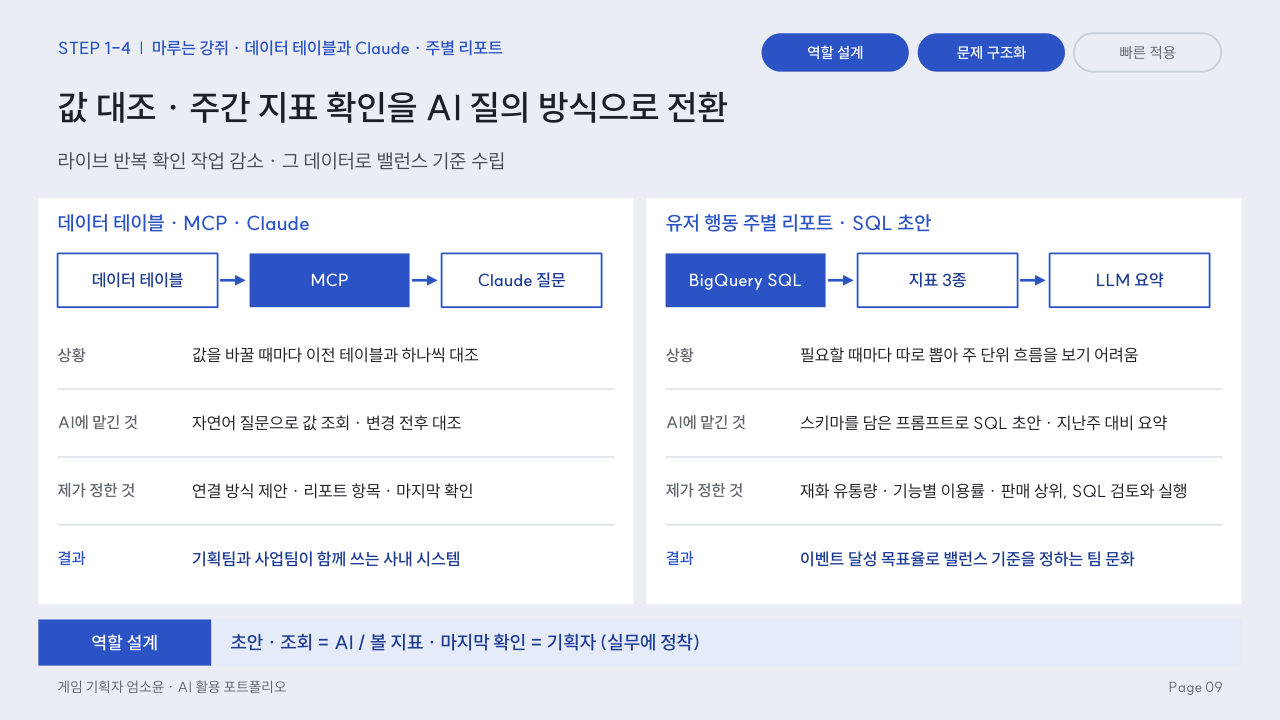 STEP 1-4 | 마루는 강쥐 · 데이터 테이블과 Claude · 주별 리포트
역할 설계
문제 구조화
빠른 적용
값 대조 · 주간 지표 확인을 AI 질의 방식으로 전환
라이브 반복 확인 작업 감소 · 그 데이터로 밸런스 기준 수립
데이터 테이블 · MCP · Claude
데이터 테이블
MCP
Claude 질문
상황
값을 바꿀 때마다 이전 테이블과 하나씩 대조
AI에 맡긴 것
자연어 질문으로 값 조회 · 변경 전후 대조
제가 정한 것
연결 방식 제안 · 리포트 항목 · 마지막 확인
결과
기획팀과 사업팀이 함께 쓰는 사내 시스템
유저 행동 주별 리포트 · SQL 초안
BigQuery SQL
지표 3종
LLM 요약
상황
필요할 때마다 따로 뽑아 주 단위 흐름을 보기 어려움
AI에 맡긴 것
스키마를 담은 프롬프트로 SQL 초안 · 지난주 대비 요약
제가 정한 것
재화 유통량 · 기능별 이용률 · 판매 상위, SQL 검토와 실행
결과
이벤트 달성 목표율로 밸런스 기준을 정하는 팀 문화
역할 설계
초안 · 조회 = AI / 볼 지표 · 마지막 확인 = 기획자 (실무에 정착)
게임 기획자 엄소윤 · AI 활용 포트폴리오
Page 09